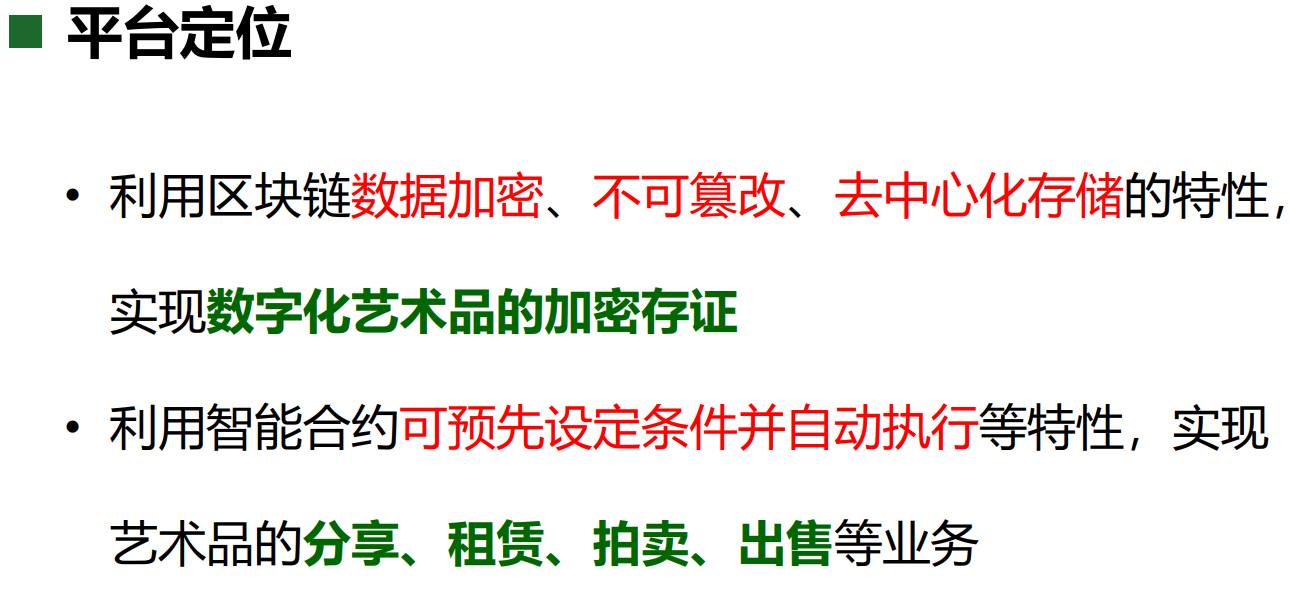 平台定位
• 利用区块链数据加密、不可篡改、去中心化存储的特性，
实现数字化艺术品的加密存证
• 利用智能合约可预先设定条件并自动执行等特性，实现
艺术品的分享、租赁、拍卖、出售等业务